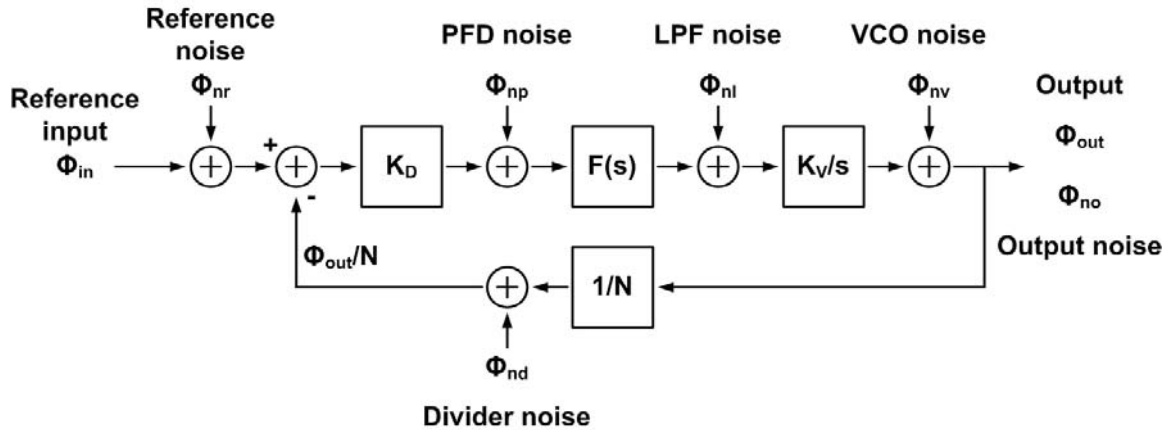 Reference
noise
Φnr
PFD noise
Φnp
LPF noise
Φnl
VCO noise
Φnv
Output
Φout
Φno
Output noise
Reference
input
Φin
+
-
KD
F(s)
KV/s
Φout/N
1/N
Φnd
Divider noise